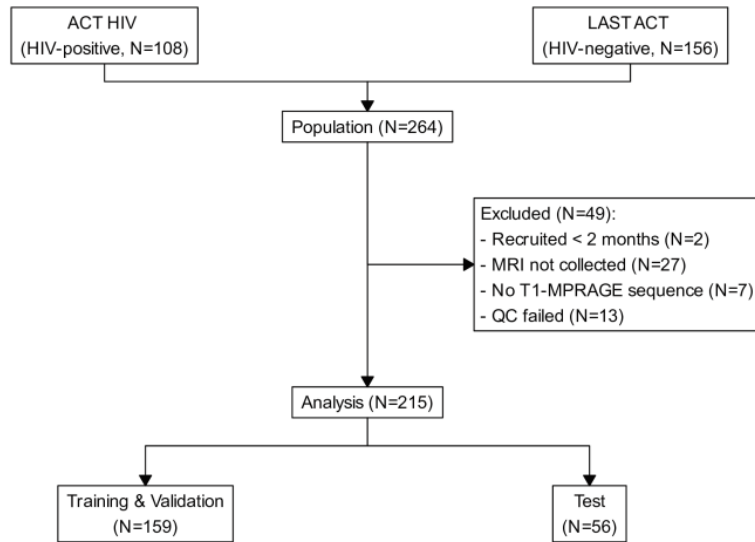 ACT HIV
(HIV-positive, N=108)
LAST ACT
(HIV-negative, N=156)
Population (N=264)
Excluded (N=49):
- Recruited < 2 months (N=2)
- MRI not collected (N=27)
- No T1-MPRAGE sequence (N=7)
- QC failed (N=13)
Analysis (N=215)
Training & Validation
(N=159)
Test
(N=56)